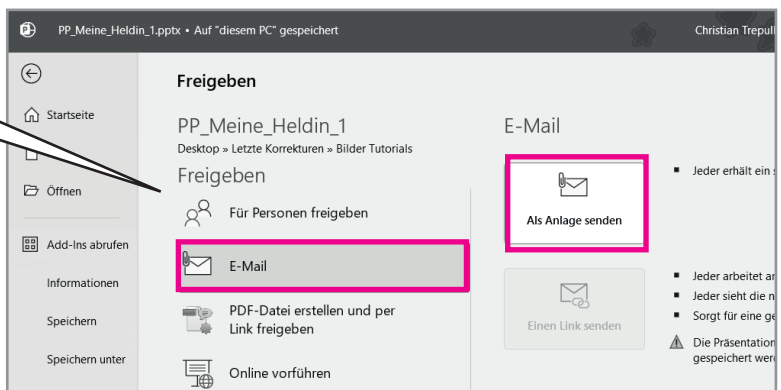 PP_Meine_Heldin_1.pptx • Auf "diesem PC" gespeichert
Christian
Freigeben
Startseite
Öffnen
Add-Ins abrufen
Informationen
Speichern
Speichern unter
PP_Meine_Heldin_1
Desktop » Letzte Korrekturen » Bilder Tutorials
Freigeben
Für Personen freigeben
E-Mail
PDF-Datei erstellen und per
Link freigeben
Online vorführen
E-Mail
Als Anlage senden
Jeder erhält ein
Einen Link senden
Jeder arbeitet
Jeder sieht die
Sorgt für eine
Die Präsentation
gespeichert